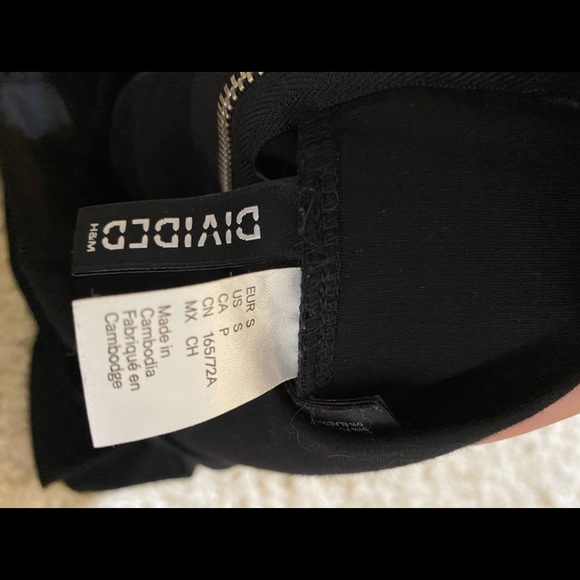 DIVIDED
H&M
EUR S
US S
CA P
CN 165/72A
MX CH
Made in
Cambodia
Fabriqué en
Cambodge